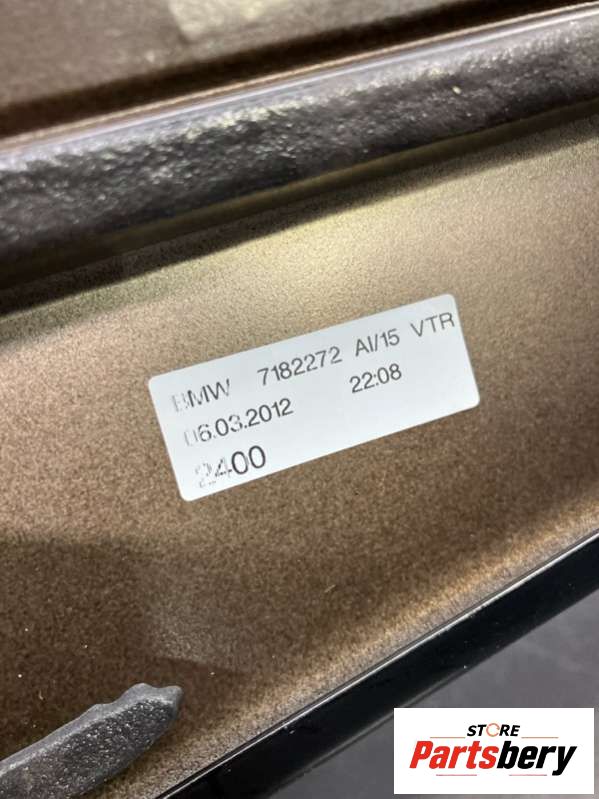 BMW 7182272 AI/15 VTR
06.03.2012 22:08
2400
STORE
Partsbery